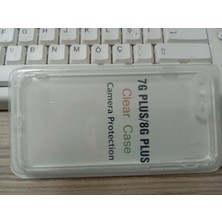 7G PLUS/8G PLUS
Clear Case
Camera Protection